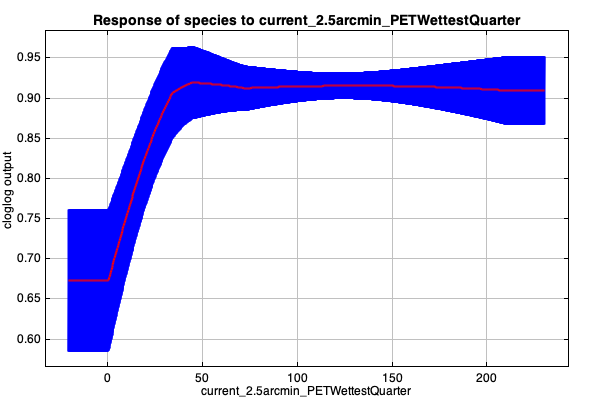 Response of species to current_2.5arcmin_PETWettestQuarter
cloglog output
0.95
0.90
0.85
0.80
0.75
0.70
0.65
0.60
0 50 100 150 200
current_2.5arcmin_PETWettestQuarter